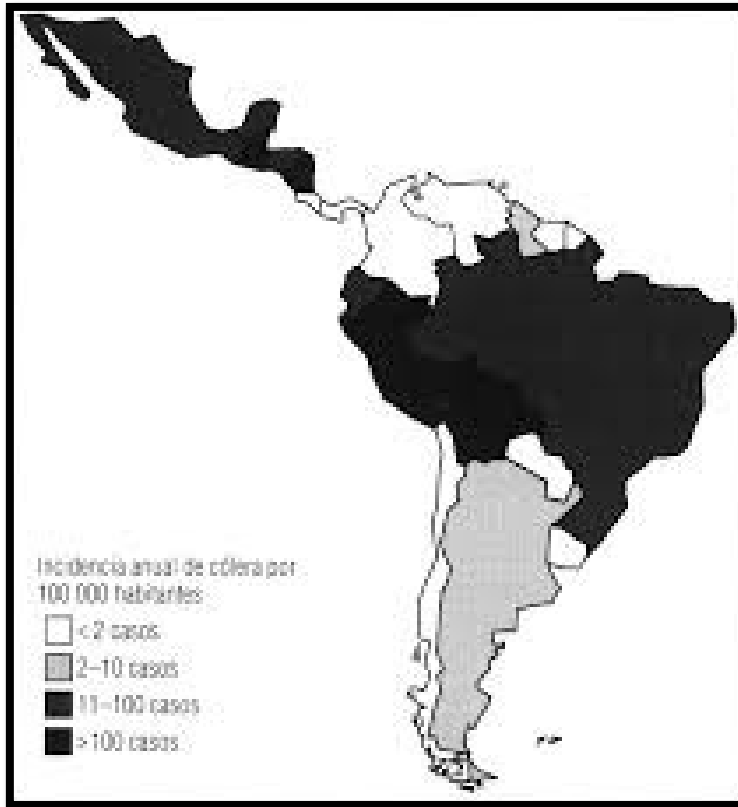 Incidencia anual de cólera por
100 000 habitantes
< 2 casos
2–10 casos
11–100 casos
> 100 casos